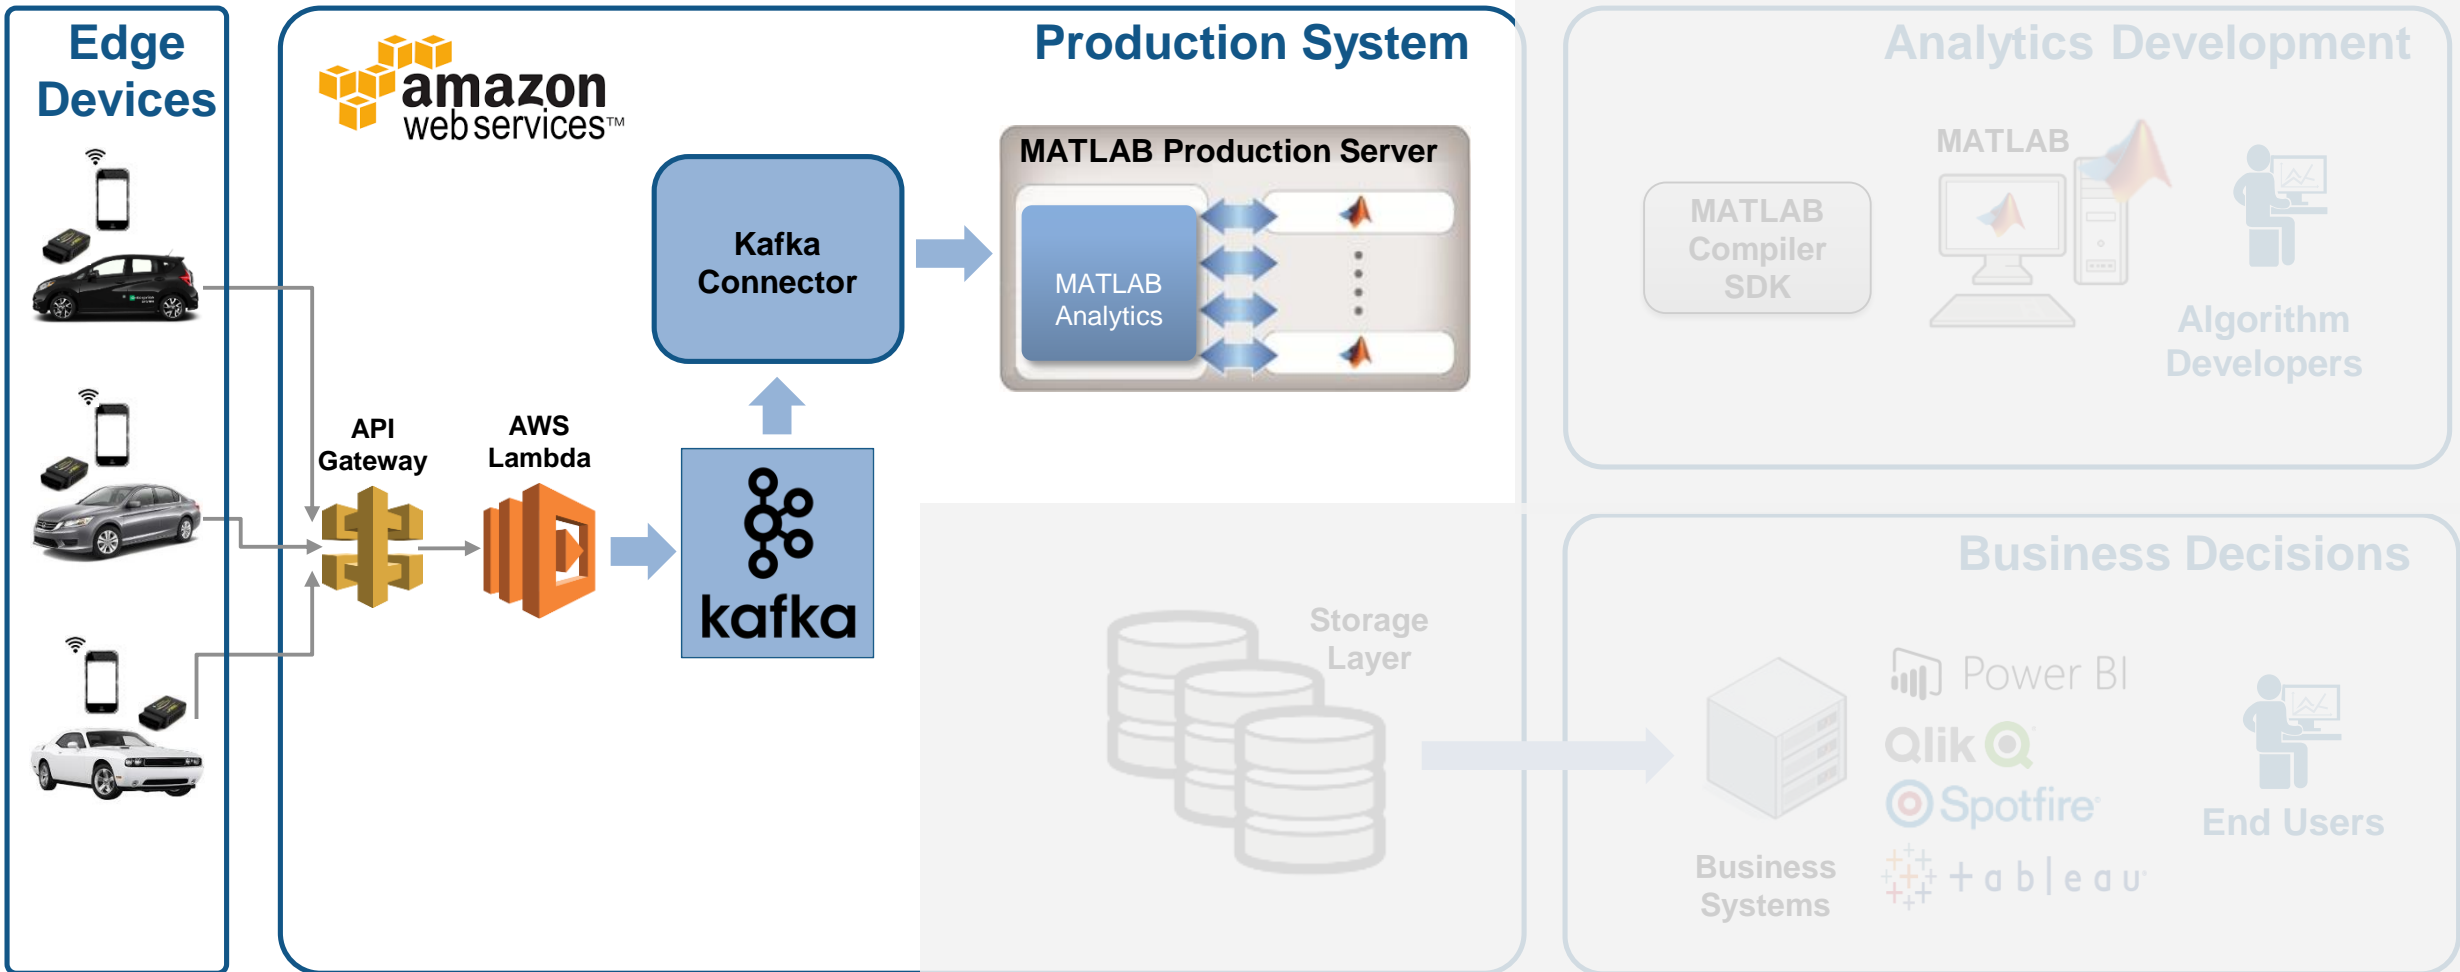 Edge
Devices
amazon
web services™
Production System
MATLAB Production Server
MATLAB
Analytics
Kafka
Connector
API
Gateway
AWS
Lambda
kafka
Analytics Development
MATLAB
MATLAB
Compiler
SDK
Algorithm
Developers
Storage
Layer
Business Decisions
Power BI
Qlik
Spotfire
+ a b | e a u
Business
Systems
End Users